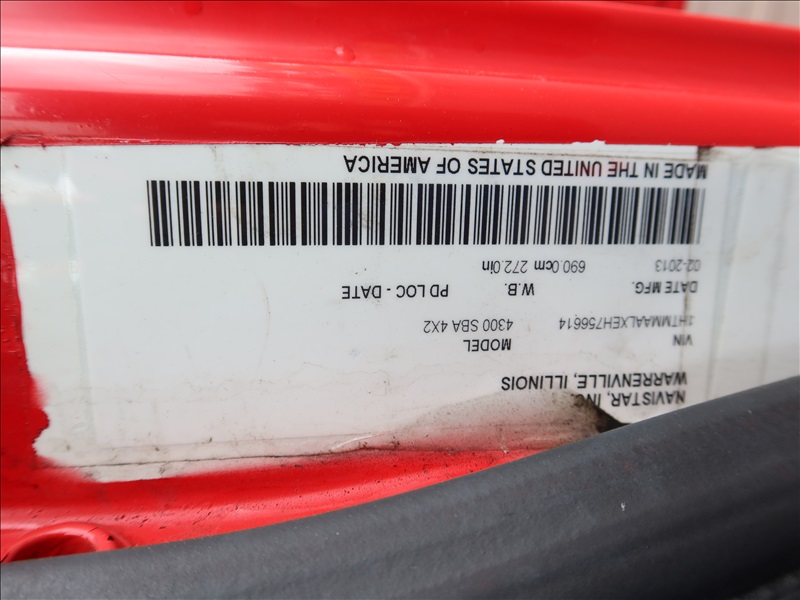 NAVISTAR, INC.
WARRENVILLE, ILLINOIS
VIN MODEL
1HTMMAALXEH756614 4300 SBA 4X2
DATE MFG. W.B. PD LOC - DATE
02-2013 690.0cm 272.0in
MADE IN THE UNITED STATES OF AMERICA